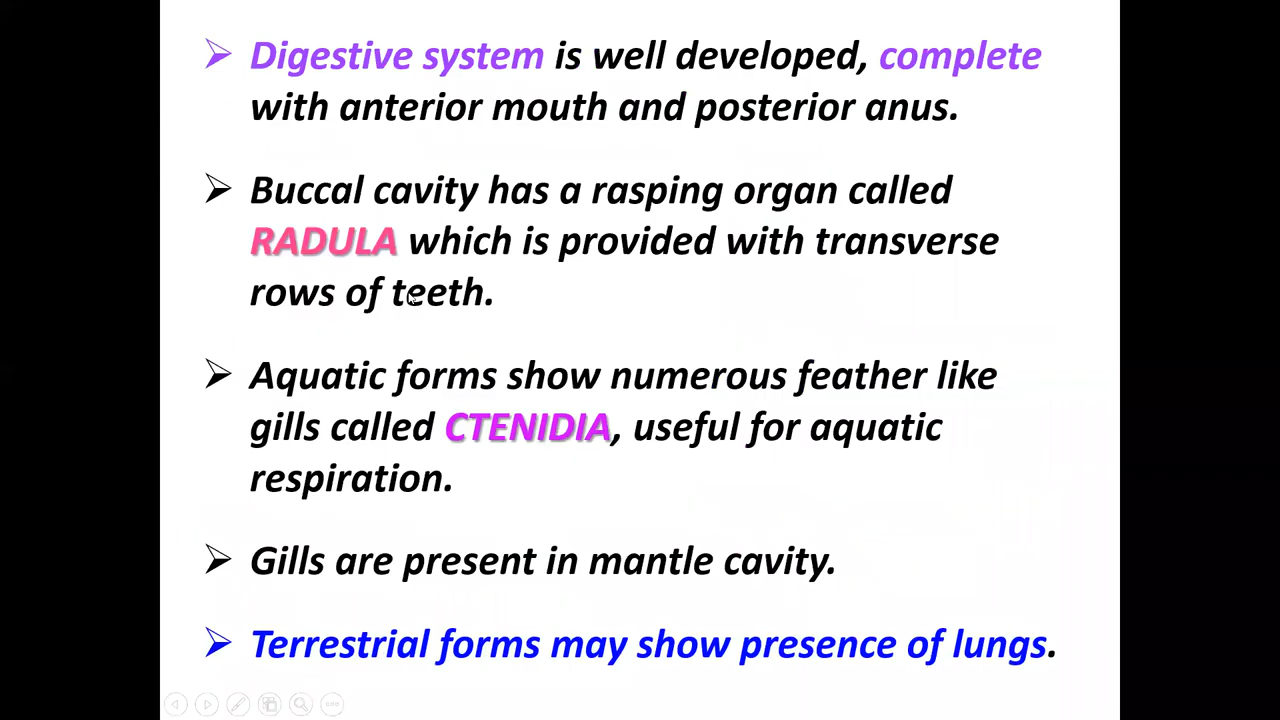 Digestive system is well developed, complete
with anterior mouth and posterior anus.
Buccal cavity has a rasping organ called
RADULA which is provided with transverse
rows of teeth.
Aquatic forms show numerous feather like
gills called CTENIDIA, useful for aquatic
respiration.
Gills are present in mantle cavity.
Terrestrial forms may show presence of lungs.